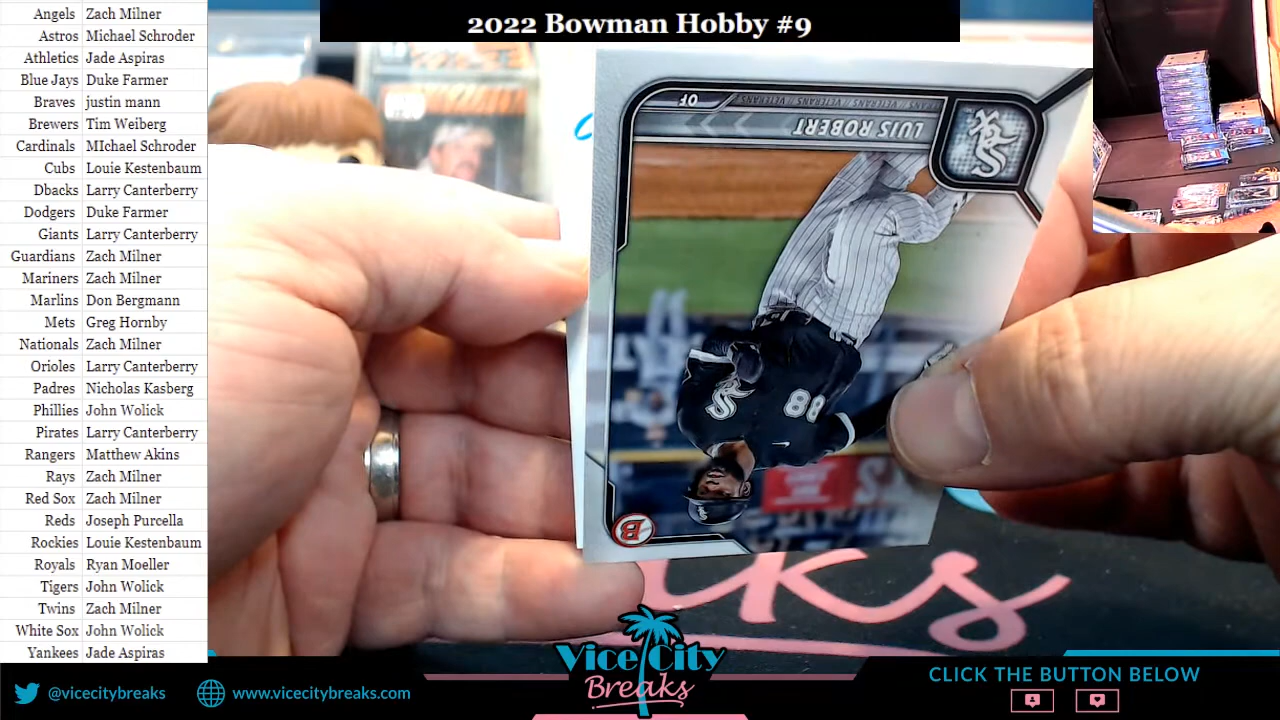 2022 Bowman Hobby #9
Angels Zach Milner
Astros Michael Schroder
Athletics Jade Aspiras
Blue Jays Duke Farmer
Braves justin mann
Brewers Tim Weiberg
Cardinals MIchael Schroder
Cubs Louie Kestenbaum
Dbacks Larry Canterberry
Dodgers Duke Farmer
Giants Larry Canterberry
Guardians Zach Milner
Mariners Zach Milner
Marlins Don Bergmann
Mets Greg Hornby
Nationals Zach Milner
Orioles Larry Canterberry
Padres Nicholas Kasberg
Phillies John Wolick
Pirates Larry Canterberry
Rangers Matthew Akins
Rays Zach Milner
Red Sox Zach Milner
Reds Joseph Purcella
Rockies Louie Kestenbaum
Royals Ryan Moeller
Tigers John Wolick
Twins Zach Milner
White Sox John Wolick
Yankees Jade Aspiras
OF
VETERANS // VETERANS
LUIS ROBERT
SOX
88
Sox
B
Vice City
Breaks
@vicecitybreaks
www.vicecitybreaks.com
CLICK THE BUTTON BELOW